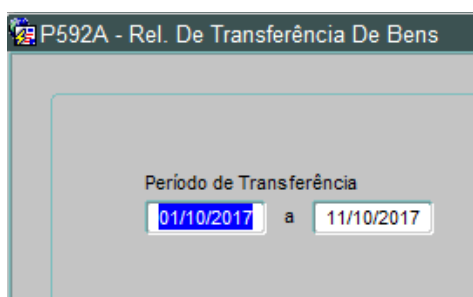 P592A - Rel. De Transferência De Bens
Período de Transferência
01/10/2017 a 11/10/2017